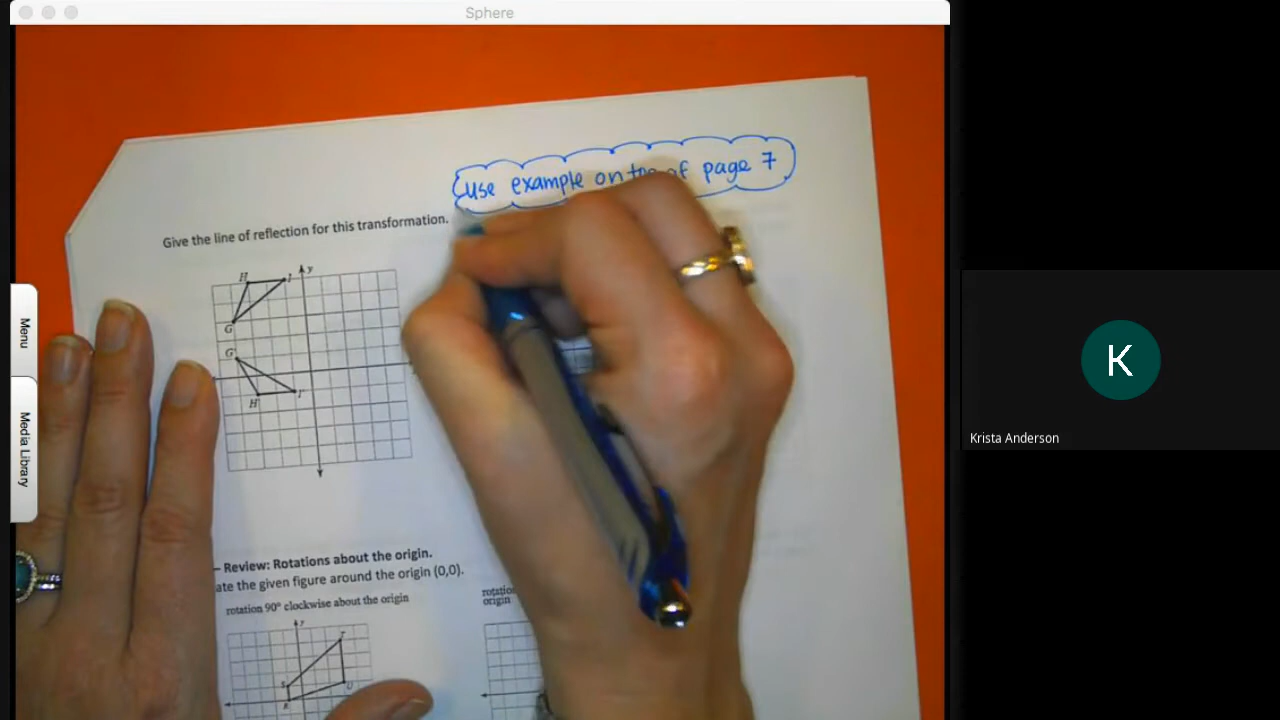 Sphere
use example on top of page 7
Give the line of reflection for this transformation.
H
y
G
G
H'
I'
– Review: Rotations about the origin.
ate the given figure around the origin (0,0).
rotation 90° clockwise about the origin
origin
y
T
S
U
R
Menu
Media Library
K
Krista Anderson